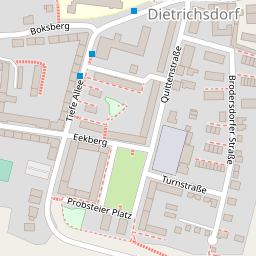 Dietrichsdorf
Boksberg
Tiefe Allee
Quittenstraße
Brodersdorfer Straße
Eekberg
Turnstraße
Probsteier Platz